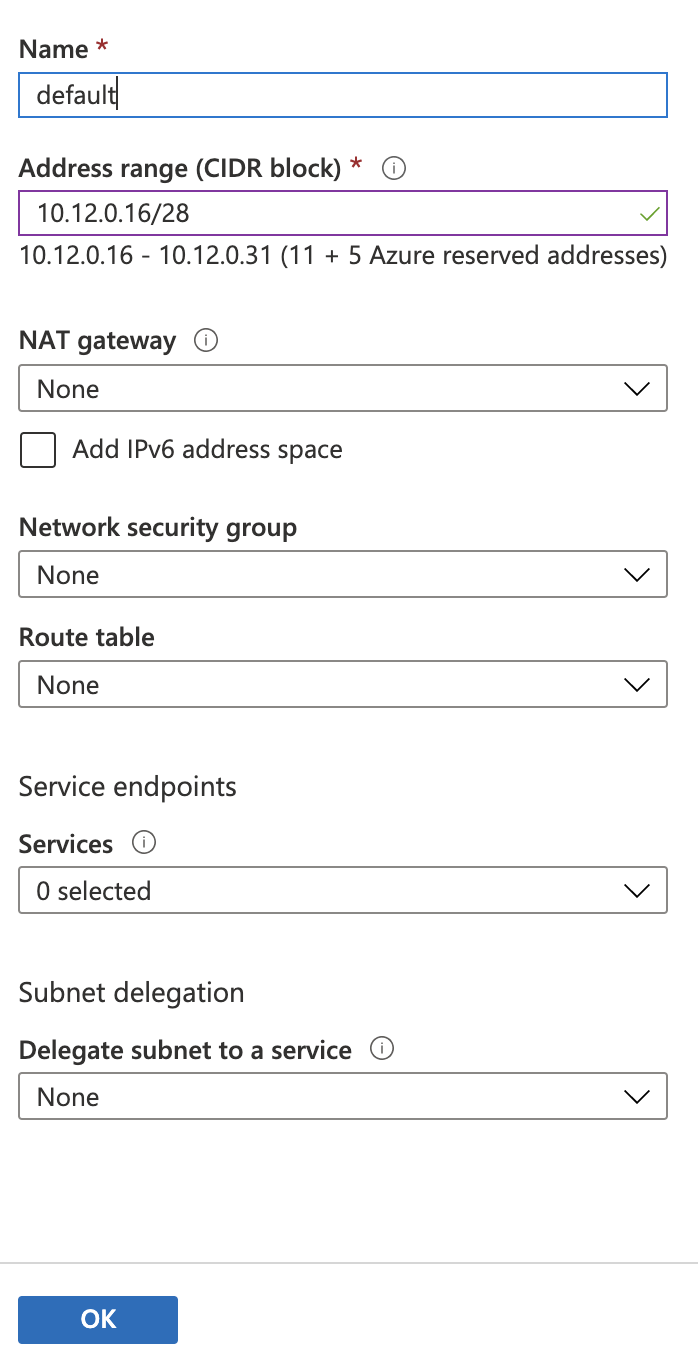 Name *
default
Address range (CIDR block) *
10.12.0.16/28
10.12.0.16 - 10.12.0.31 (11 + 5 Azure reserved addresses)
NAT gateway
None
Add IPv6 address space
Network security group
None
Route table
None
Service endpoints
Services
0 selected
Subnet delegation
Delegate subnet to a service
None
OK